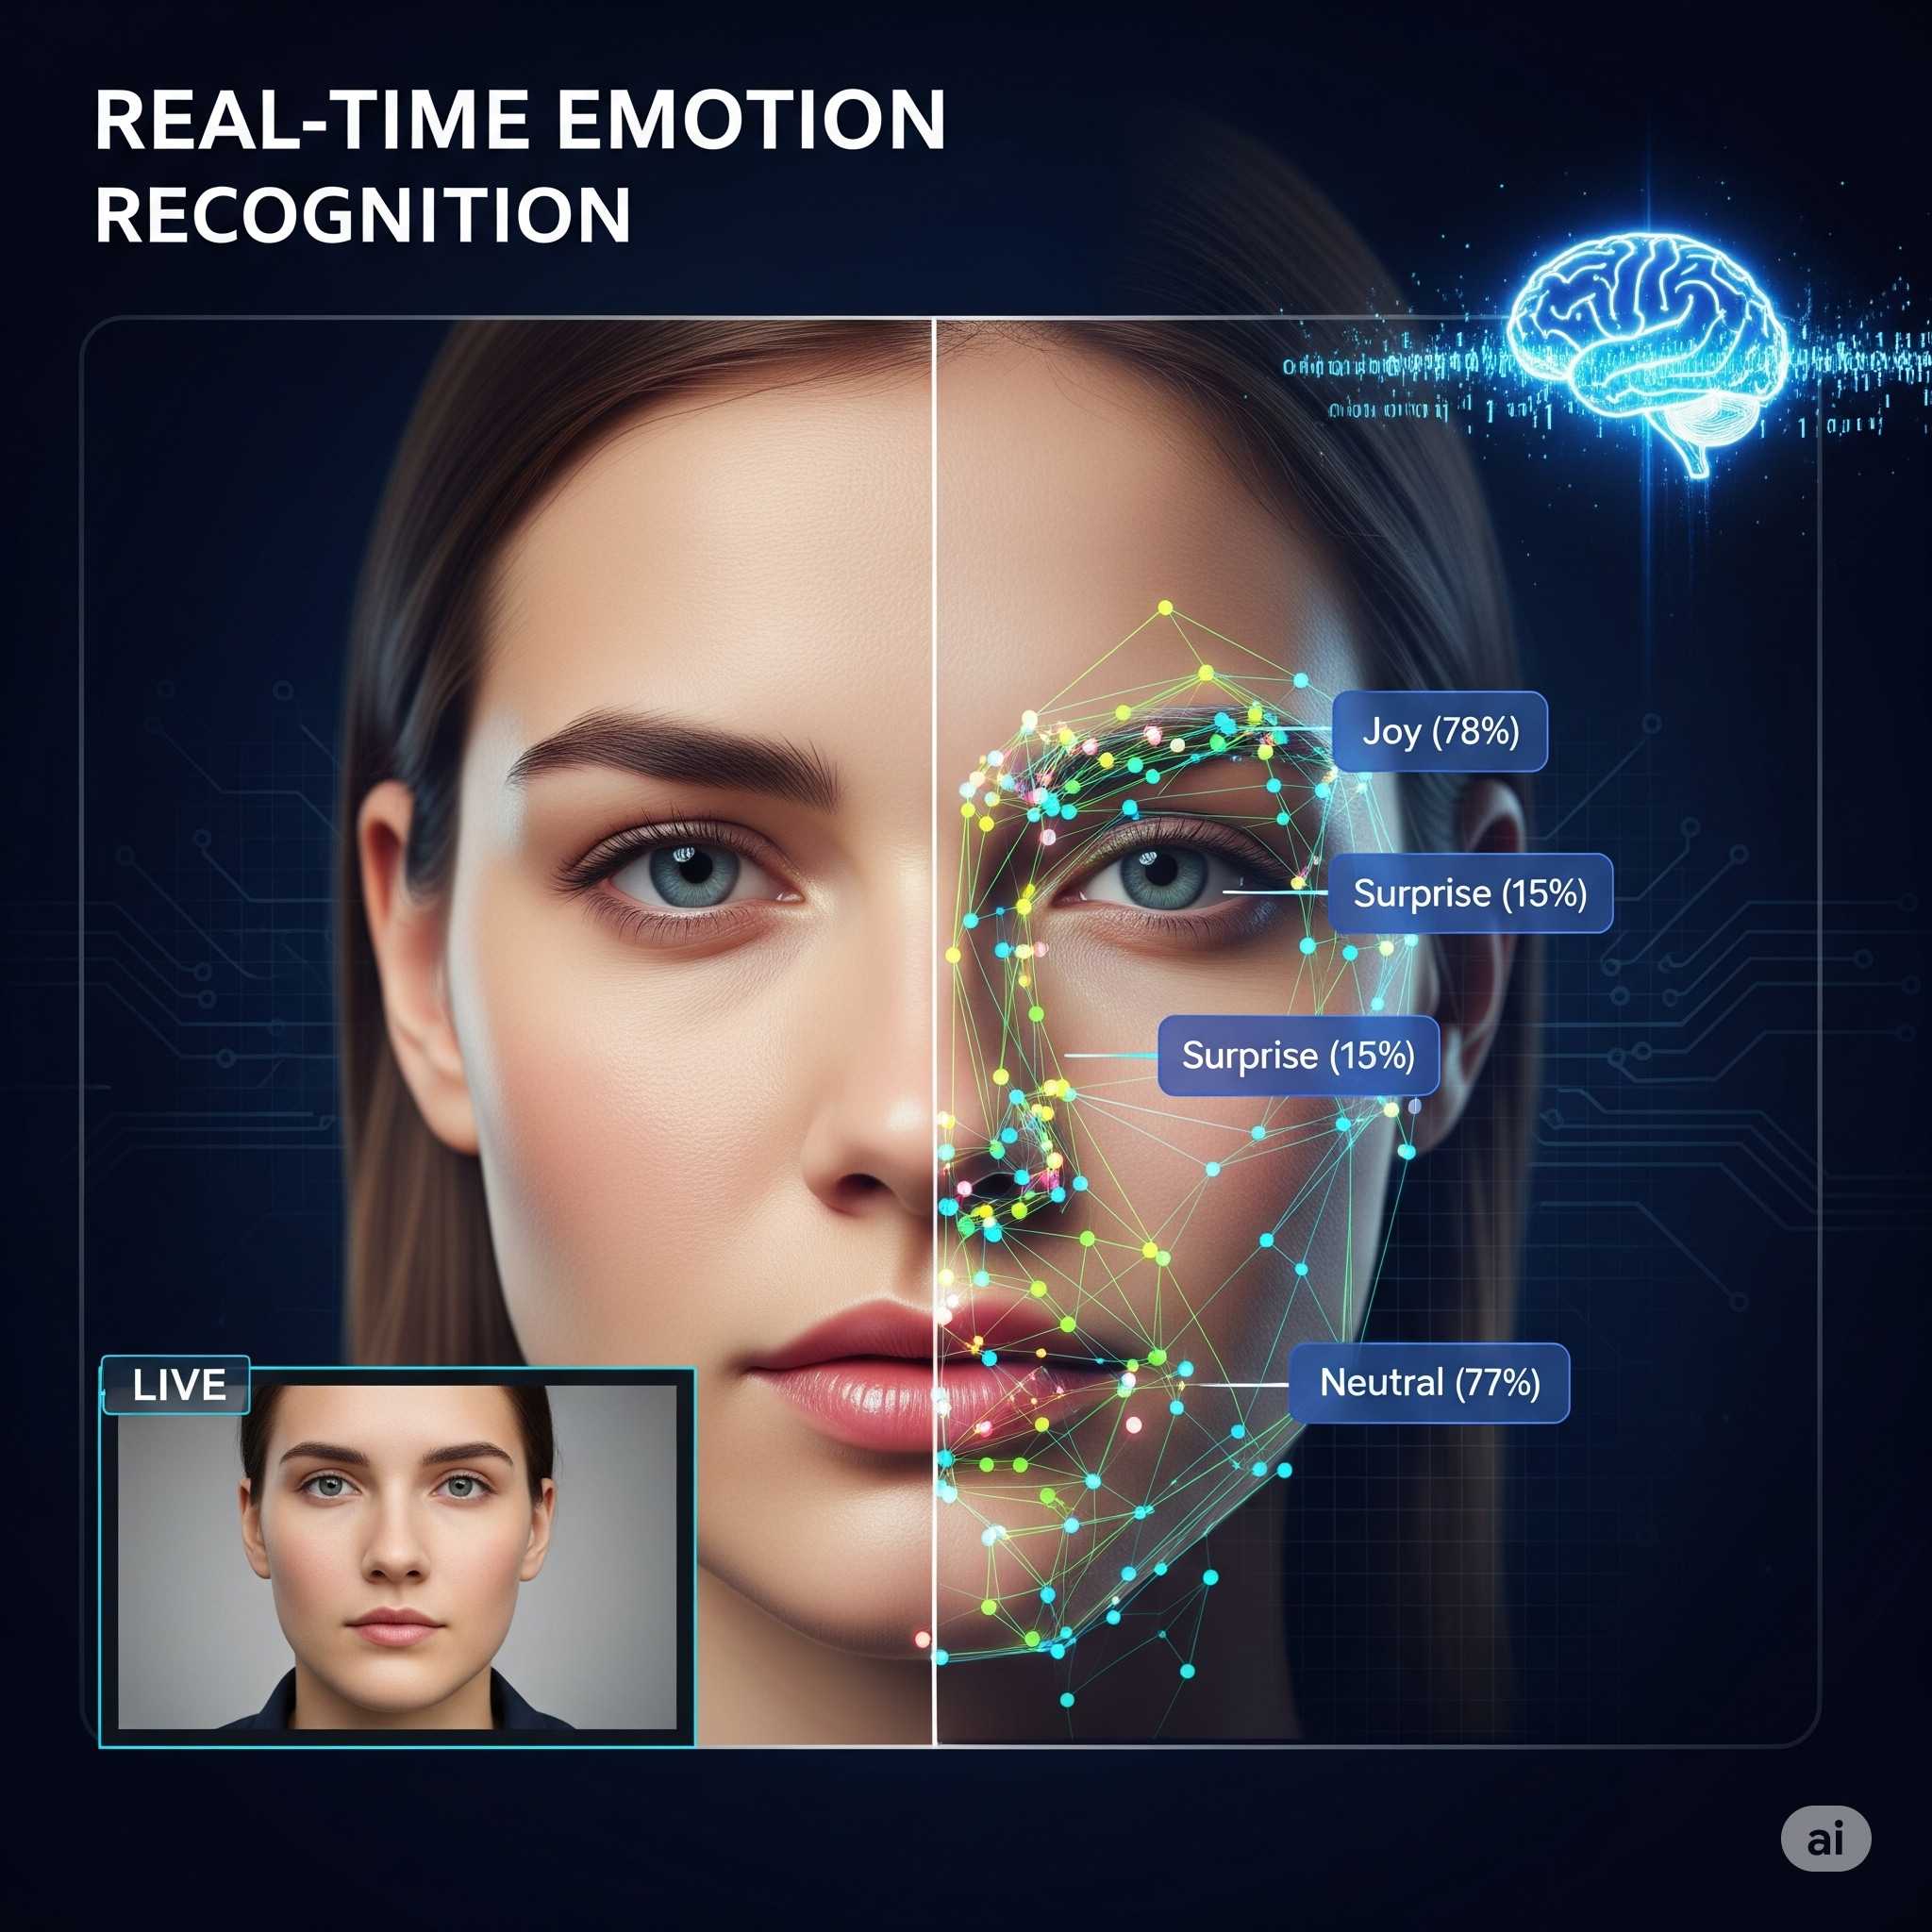 REAL-TIME EMOTION
RECOGNITION
Joy (78%)
Surprise (15%)
Surprise (15%)
Neutral (77%)
LIVE
ai